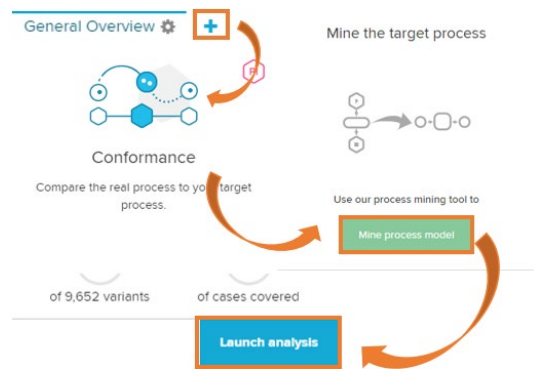 General Overview
+
Mine the target process
Conformance
Compare the real process to your target
process.
Use our process mining tool to
Mine process model
of 9,652 variants
of cases covered
Launch analysis